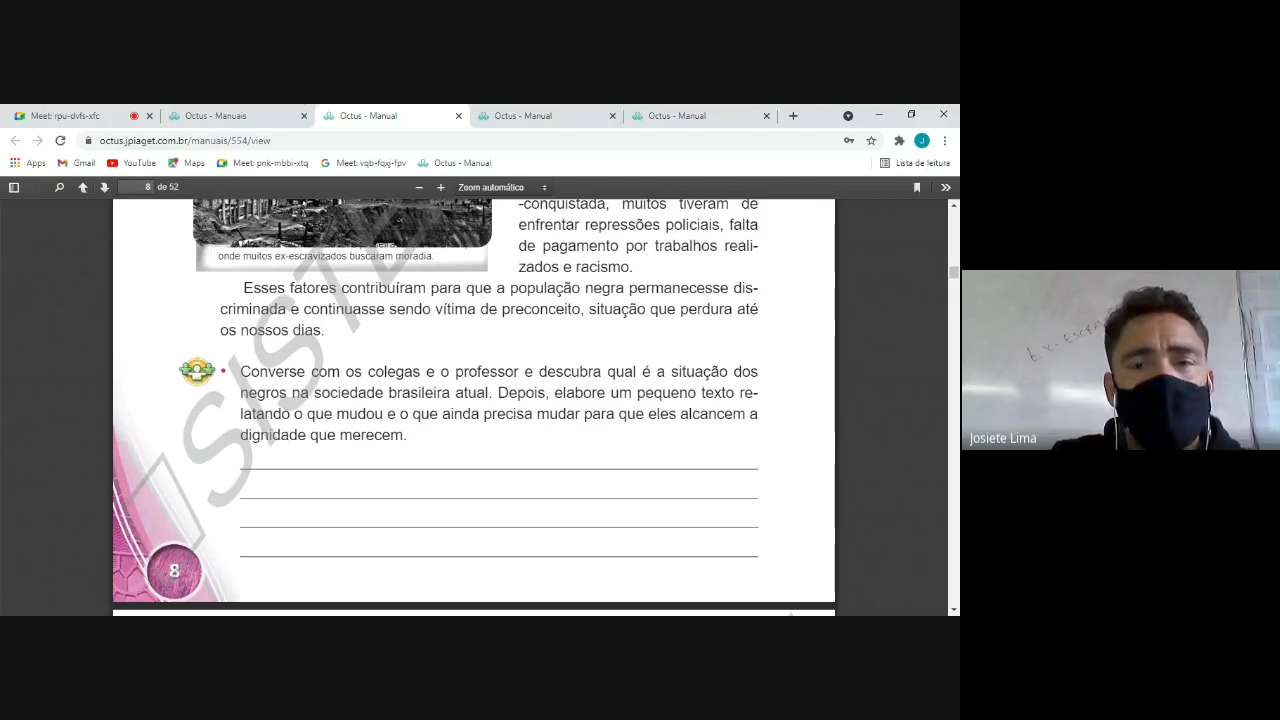 Meet: rpu-dvfs-xfc
Octus - Manuais
Octus - Manual
Octus - Manual
Octus - Manual
octus.jpiaget.com.br/manuais/554/view
J
Apps
Gmail
YouTube
Maps
Meet: pnk-mbbi-xtq
Meet: vqb-fqxj-fpv
Octus - Manual
Lista de leitura
8 de 52
Zoom automático
onde muitos ex-escravizados buscaram moradia.
-conquistada, muitos tiveram de
enfrentar repressões policiais, falta
de pagamento por trabalhos reali-
zados e racismo.
Esses fatores contribuíram para que a população negra permanecesse dis-
criminada e continuasse sendo vítima de preconceito, situação que perdura até
os nossos dias.
• Converse com os colegas e o professor e descubra qual é a situação dos
negros na sociedade brasileira atual. Depois, elabore um pequeno texto re-
latando o que mudou e o que ainda precisa mudar para que eles alcancem a
dignidade que merecem.
8
SISTE
Josiete Lima